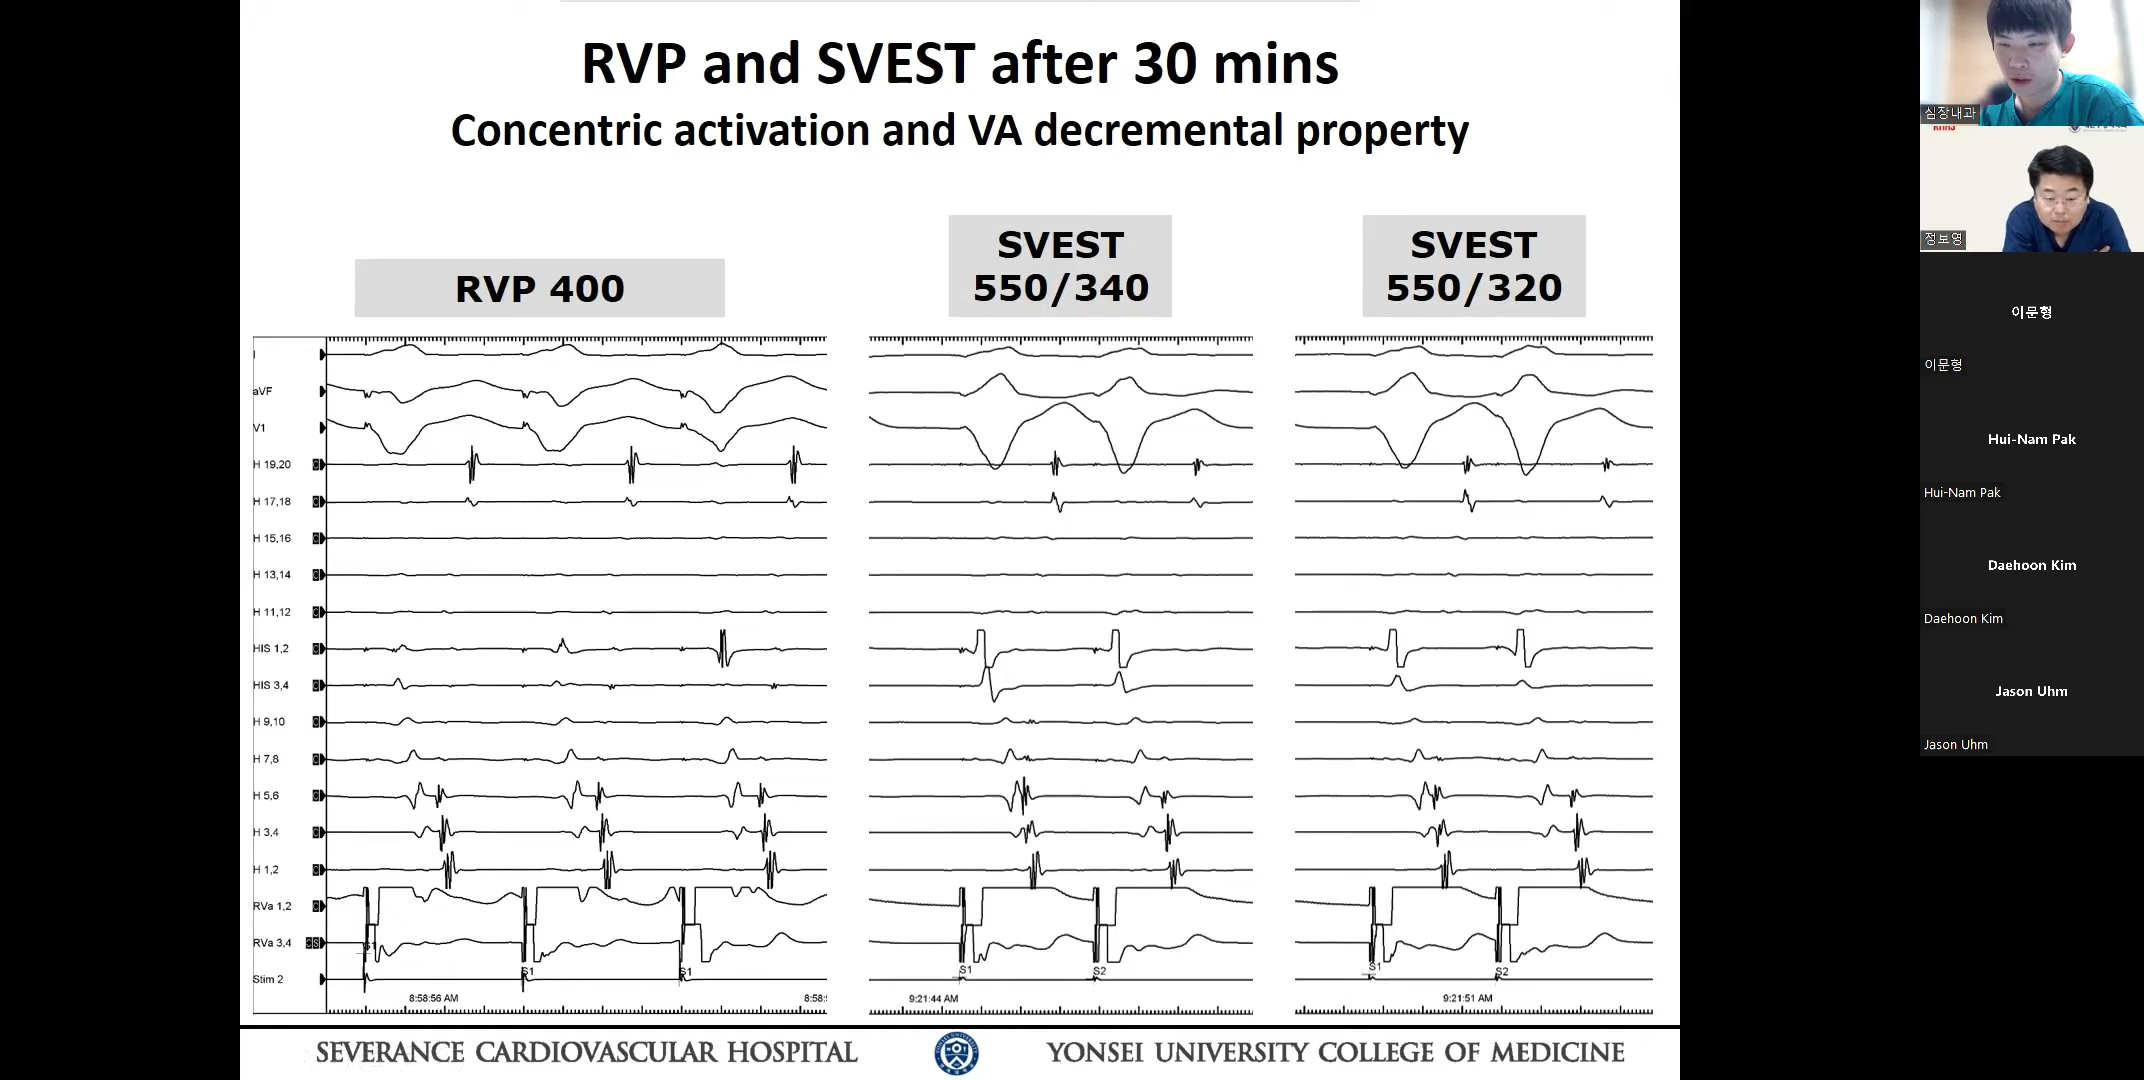 RVP and SVEST after 30 mins
Concentric activation and VA decremental property
RVP 400
SVEST
550/340
SVEST
550/320
I
aVF
V1
H 19,20
H 17,18
H 15,16
H 13,14
H 11,12
HIS 1,2
HIS 3,4
H 9,10
H 7,8
H 5,6
H 3,4
H 1,2
RVa 1,2
RVa 3,4
Stim 2
S1
S1
S1
8:58:56 AM
8:58:
S1
S2
9:21:44 AM
S1
S2
9:21:51 AM
SEVERANCE CARDIOVASCULAR HOSPITAL
YONSEI UNIVERSITY COLLEGE OF MEDICINE
심장내과
정보영
이문형
이문형
Hui-Nam Pak
Hui-Nam Pak
Daehoon Kim
Daehoon Kim
Jason Uhm
Jason Uhm